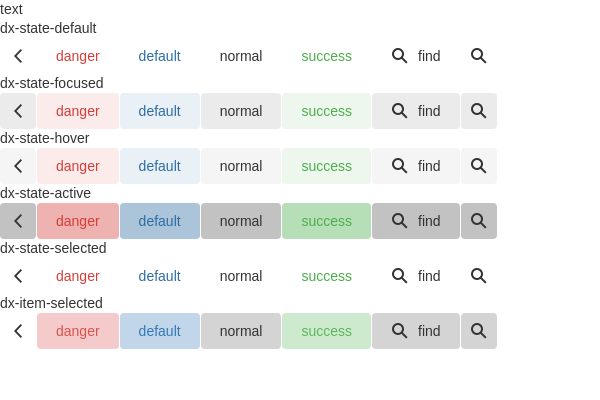 text
dx-state-default
danger default normal success find
dx-state-focused
danger default normal success find
dx-state-hover
danger default normal success find
dx-state-active
danger default normal success find
dx-state-selected
danger default normal success find
dx-item-selected
danger default normal success find